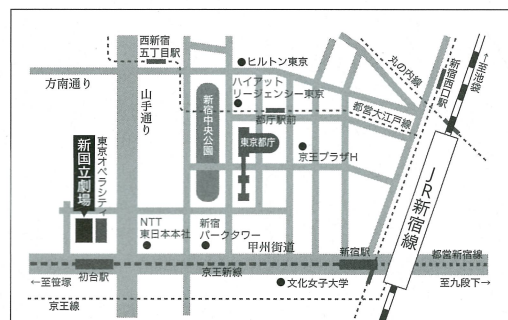 西新宿
五丁目駅
ヒルトン東京
丸の内線
新宿西口駅
←至池袋
方南通り
山手通り
ハイアット
リージェンシー東京
新宿中央公園
都庁駅前
都営大江戸線
東京都庁
京王プラザH
東京オペラシティ
新国立劇場
JR新宿線
NTT
東日本本社
新宿
パークタワー
甲州街道
新宿駅
都営新宿線
←至笹塚
初台駅
京王新線
文化女子大学
至九段下→
京王線